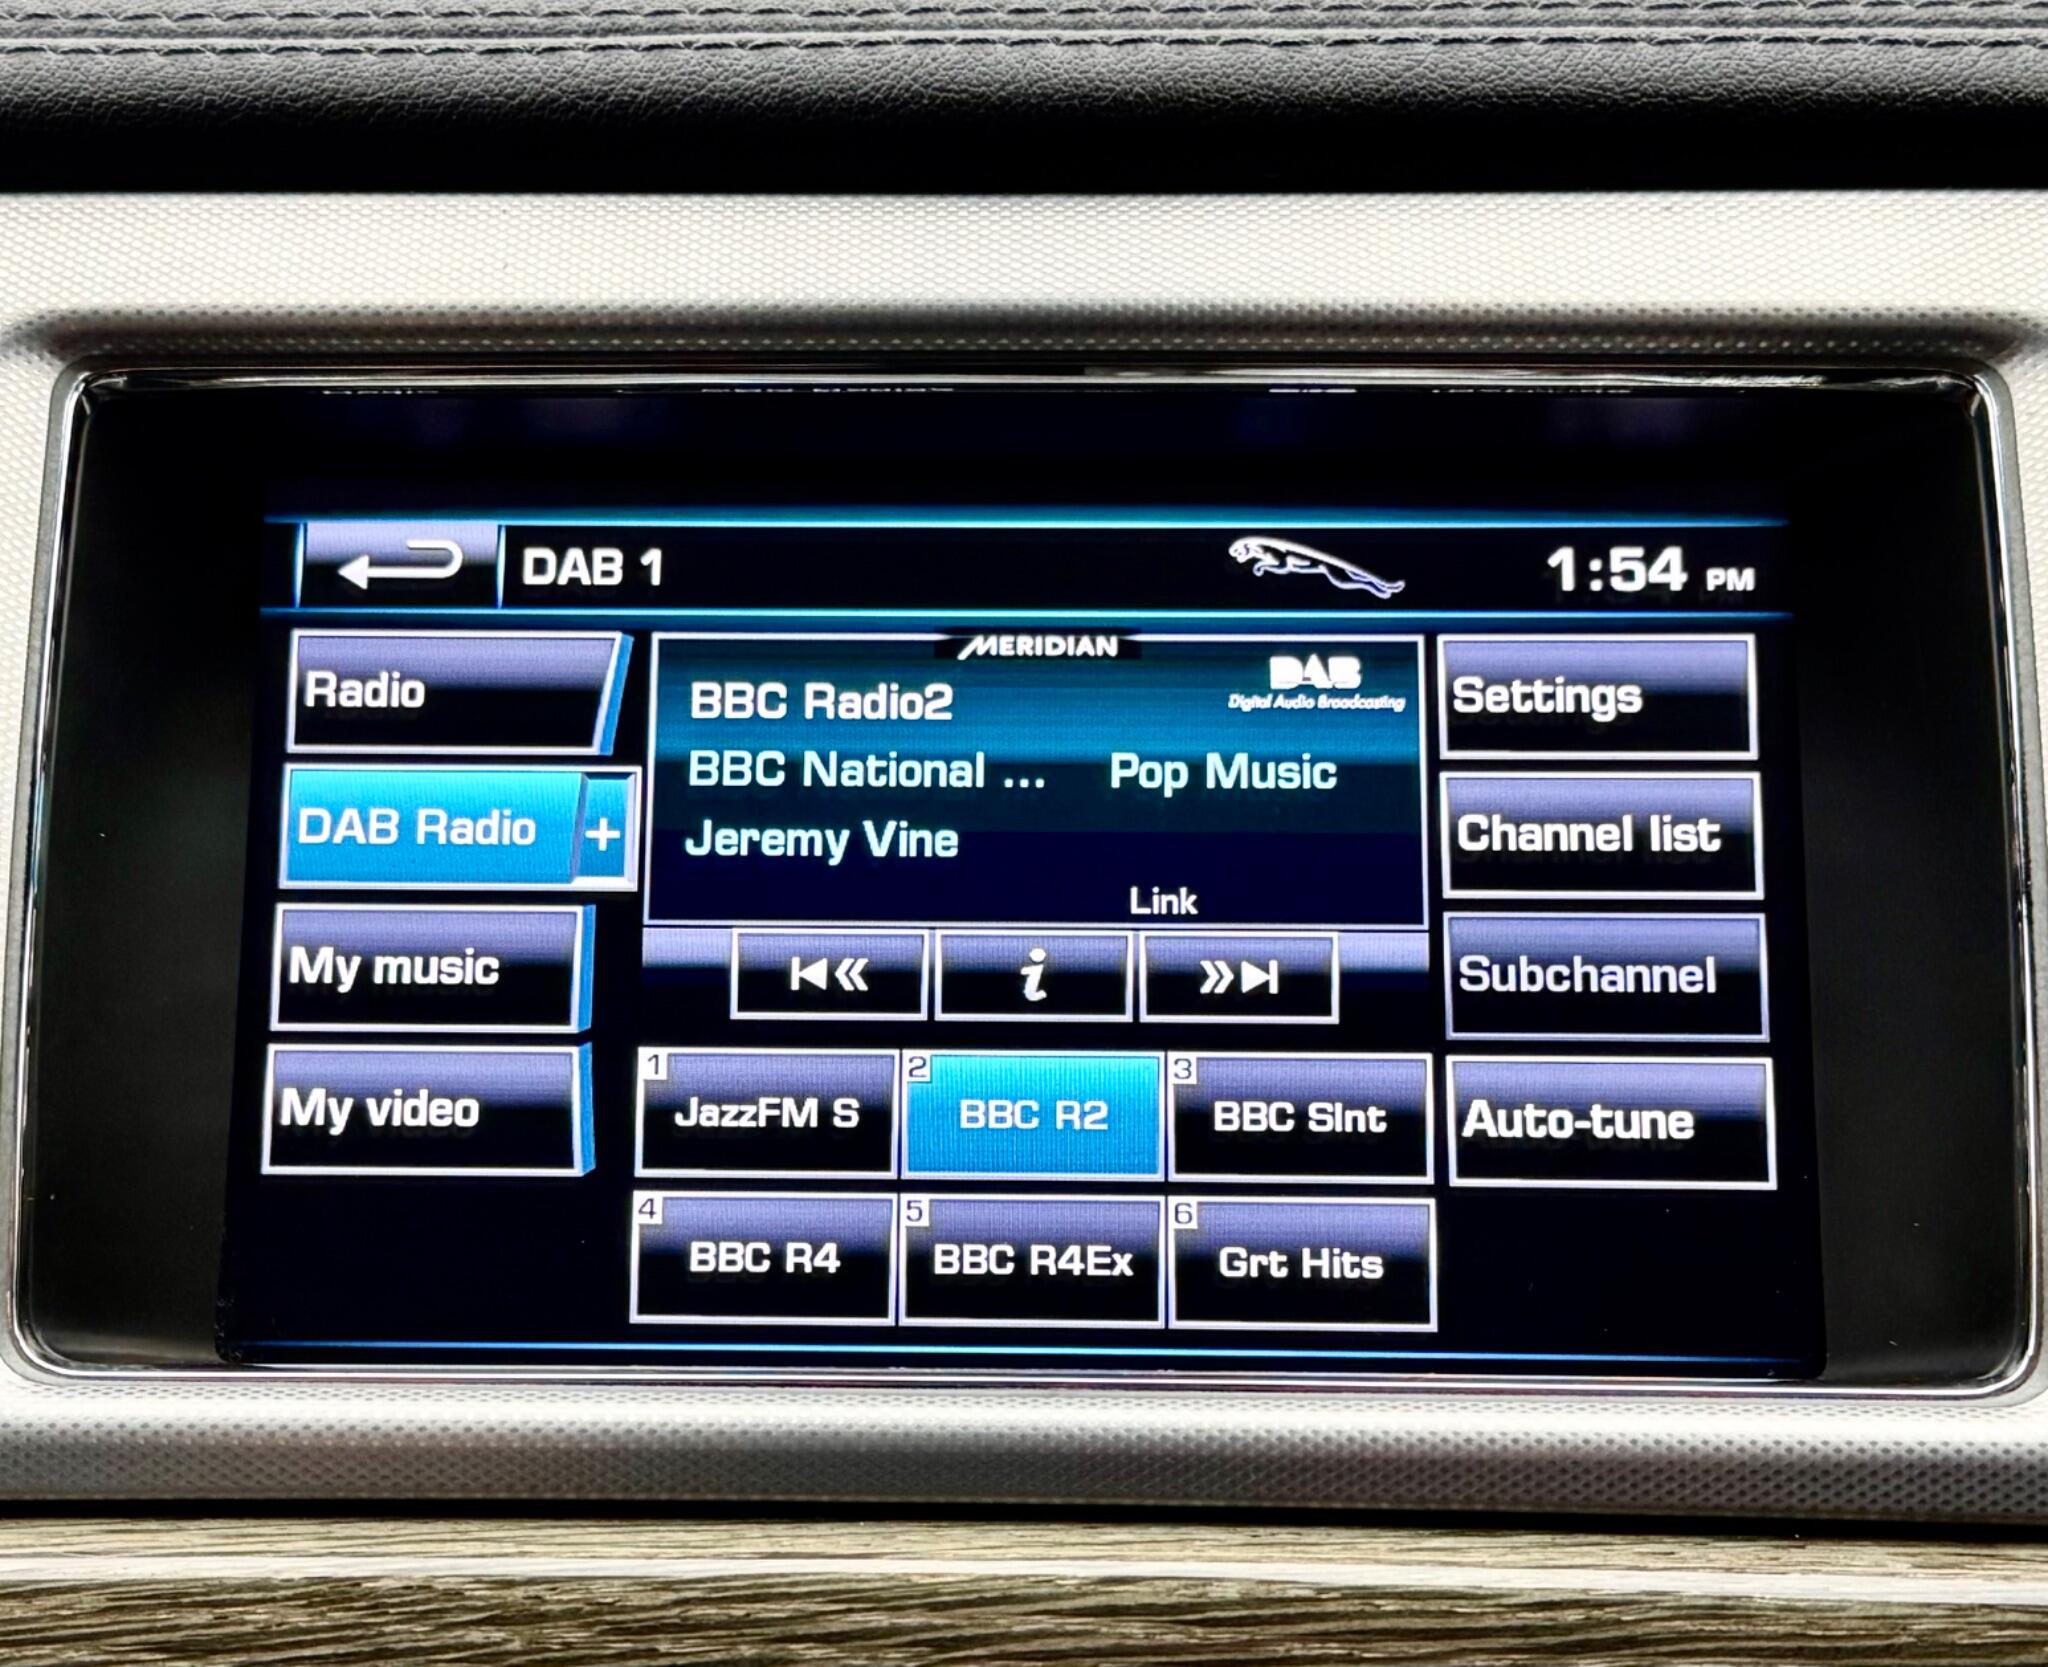 DAB 1
1:54 PM
Radio
DAB Radio +
My music
My video
MERIDIAN
DAB
Digital Audio Broadcasting
BBC Radio2
BBC National ... Pop Music
Jeremy Vine
Link
i
1 JazzFM S
2 BBC R2
3 BBC Slnt
4 BBC R4
5 BBC R4Ex
6 Grt Hits
Settings
Channel list
Subchannel
Auto-tune